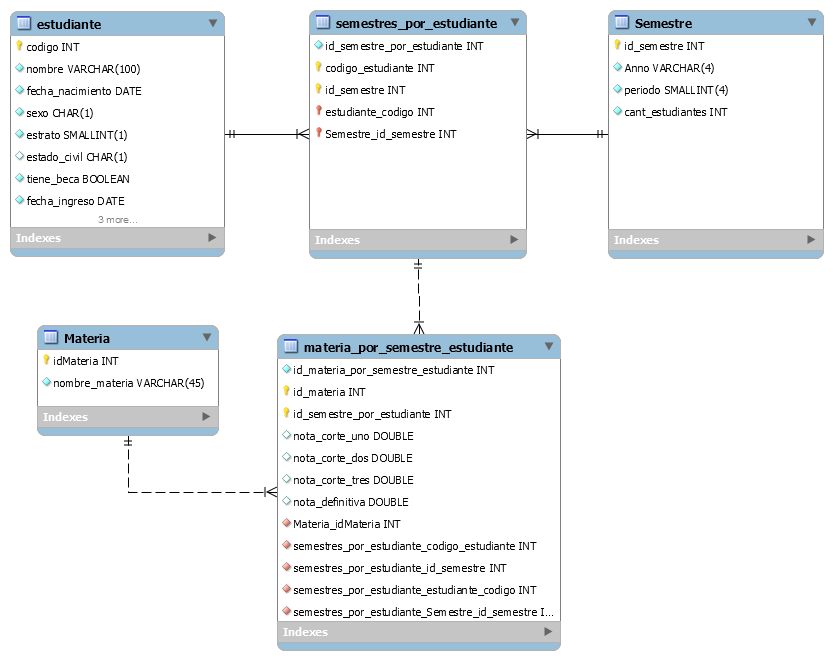 estudiante
codigo INT
nombre VARCHAR(100)
fecha_nacimiento DATE
sexo CHAR(1)
estrato SMALLINT(1)
estado_civil CHAR(1)
tiene_beca BOOLEAN
fecha_ingreso DATE
3 more...
Indexes
semestres_por_estudiante
id_semestre_por_estudiante INT
codigo_estudiante INT
id_semestre INT
estudiante_codigo INT
Semestre_id_semestre INT
Indexes
Semestre
id_semestre INT
Anno VARCHAR(4)
periodo SMALLINT(4)
cant_estudiantes INT
Indexes
Materia
idMateria INT
nombre_materia VARCHAR(45)
Indexes
materia_por_semestre_estudiante
id_materia_por_semestre_estudiante INT
id_materia INT
id_semestre_por_estudiante INT
nota_corte_uno DOUBLE
nota_corte_dos DOUBLE
nota_corte_tres DOUBLE
nota_definitiva DOUBLE
Materia_idMateria INT
semestres_por_estudiante_codigo_estudiante INT
semestres_por_estudiante_id_semestre INT
semestres_por_estudiante_estudiante_codigo INT
semestres_por_estudiante_Semestre_id_semestre I...
Indexes